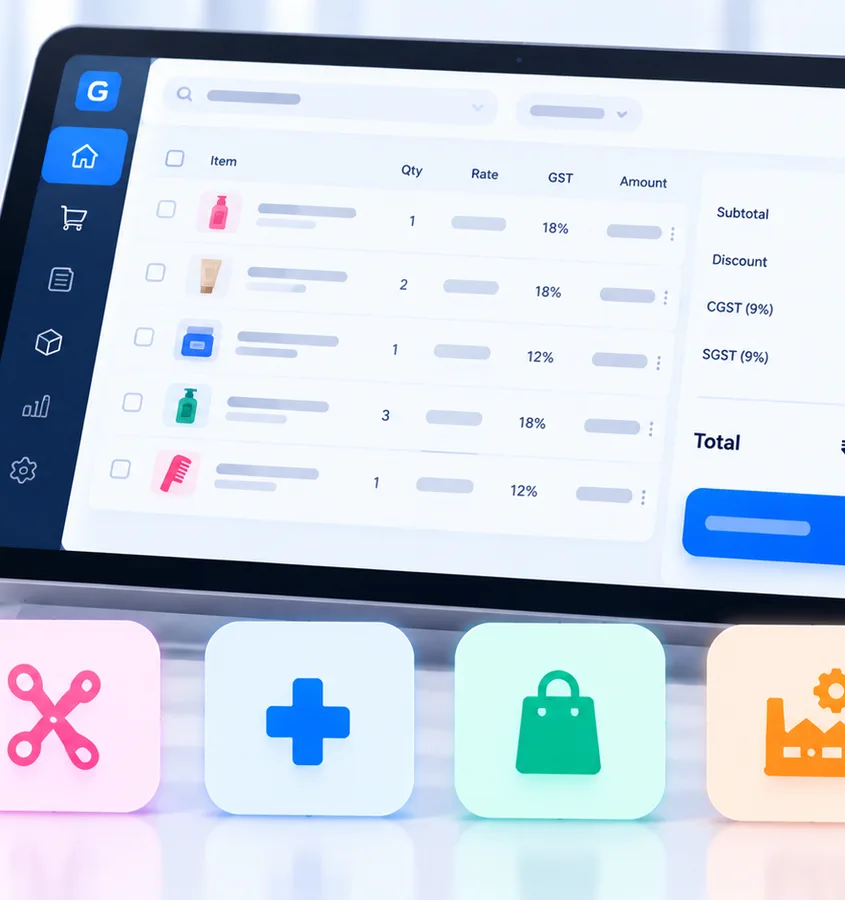 G
Item Qty Rate GST Amount
1 18%
2 18%
1 12%
3 18%
1 12%
Subtotal
Discount
CGST (9%)
SGST (9%)
Total ₹